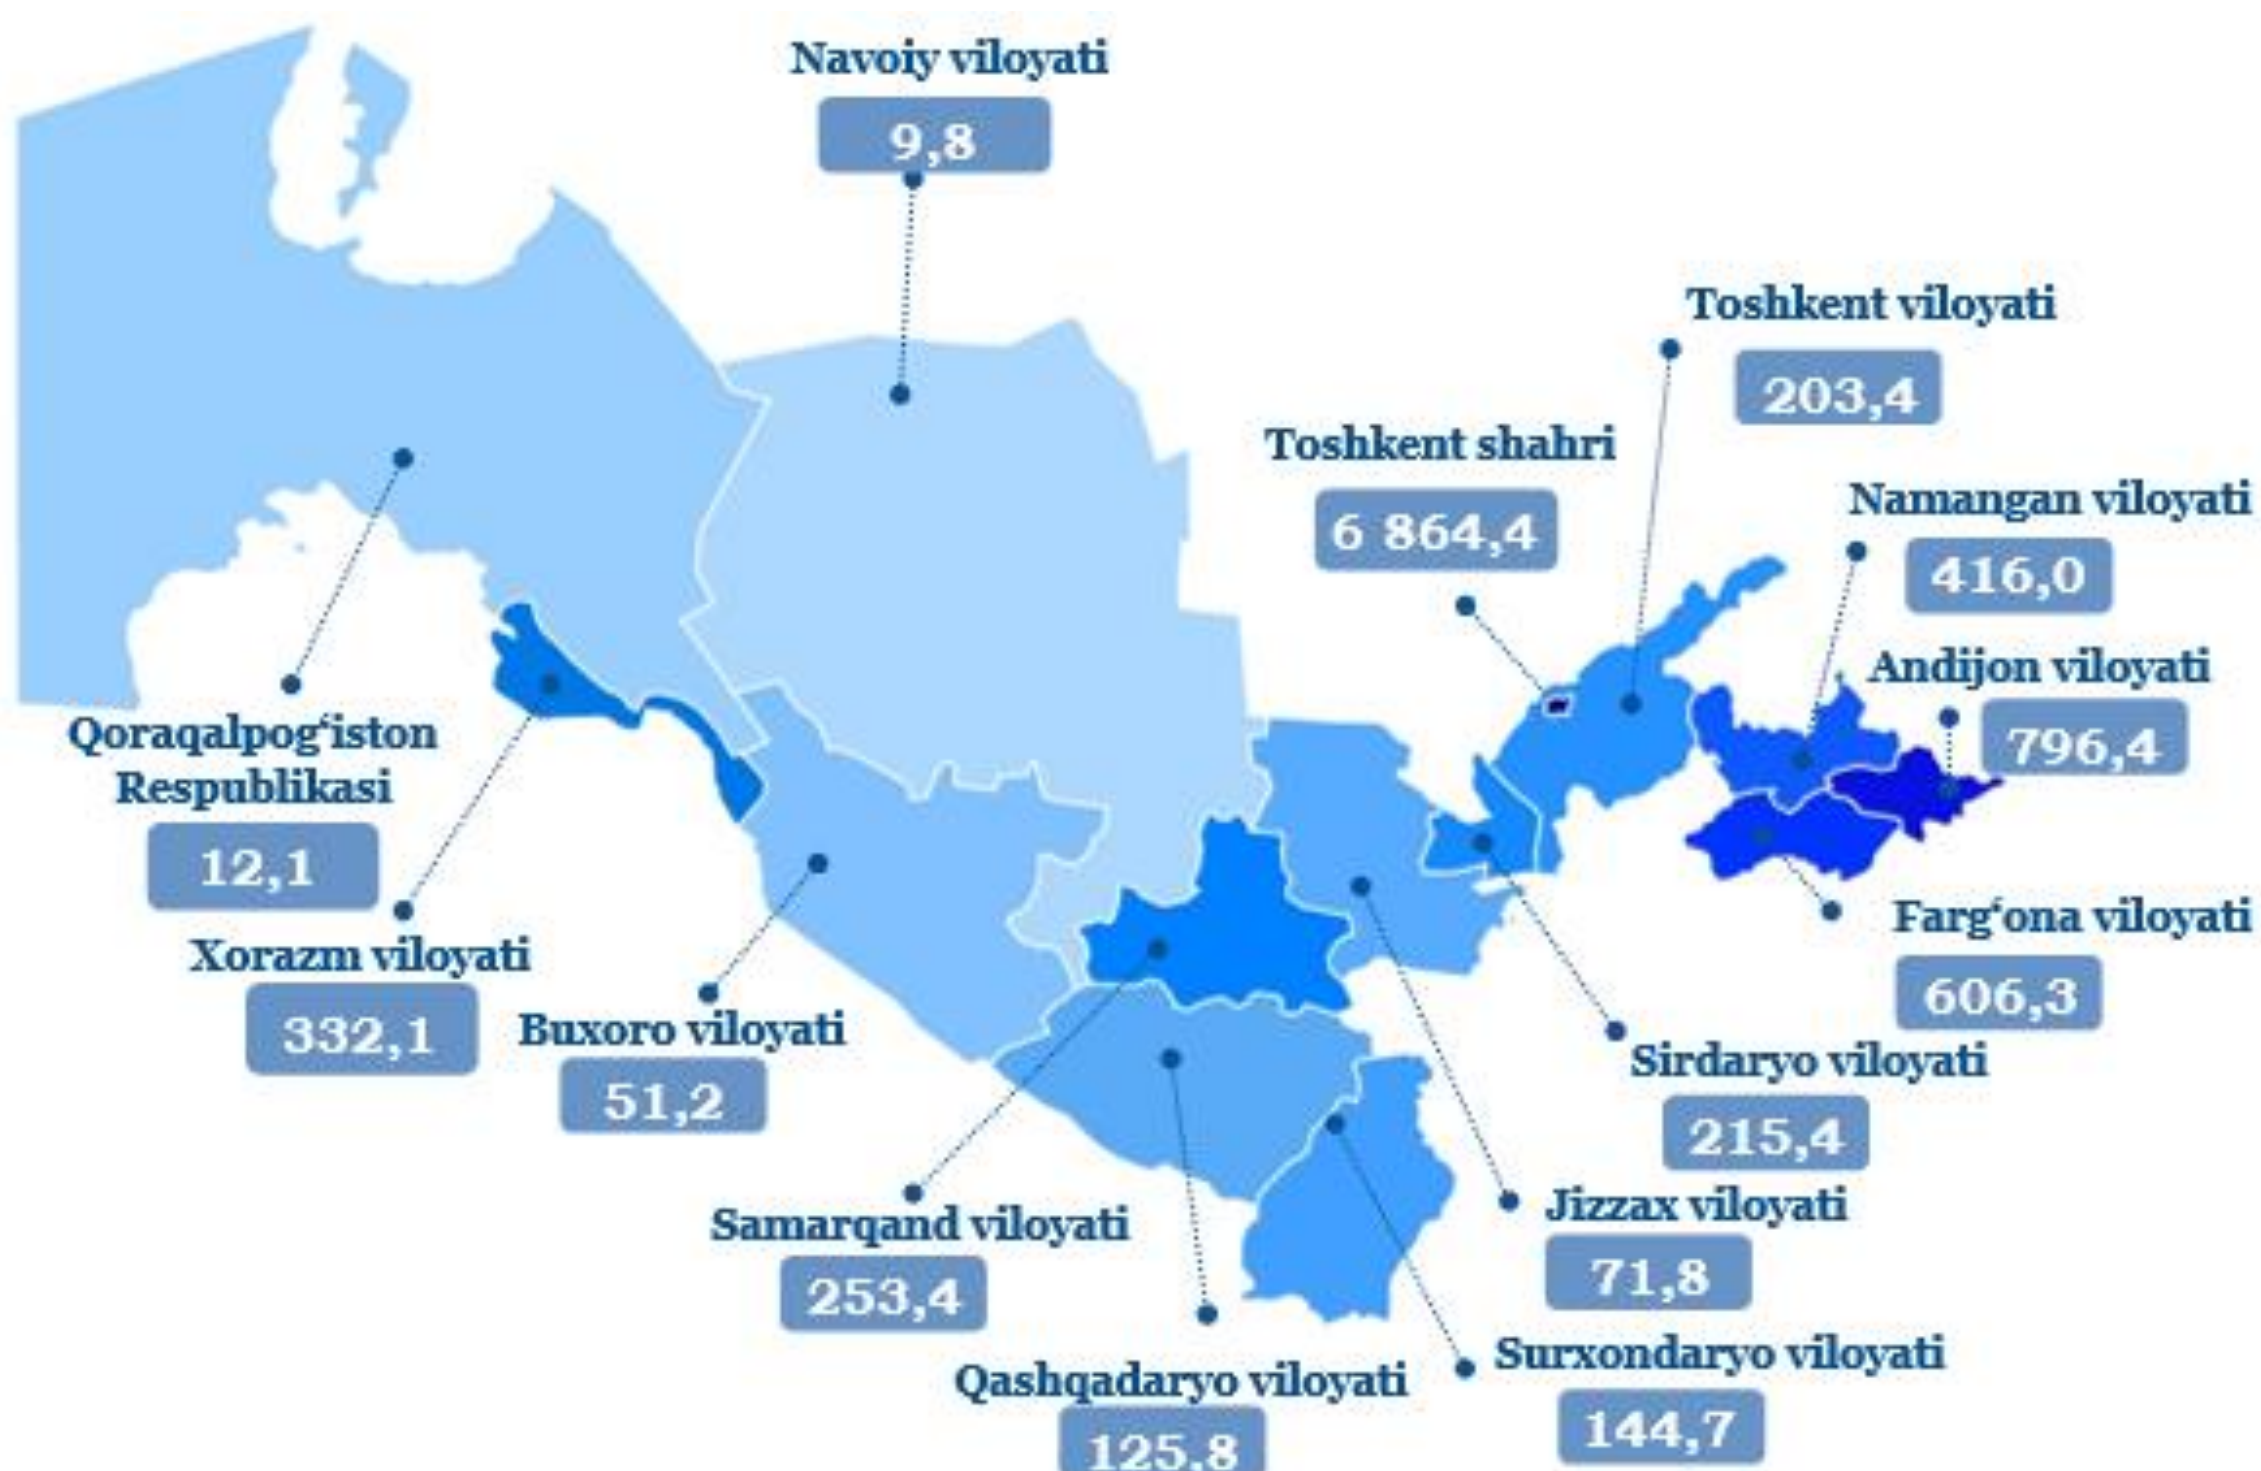 Navoiy viloyati
9,8
Toshkent viloyati
203,4
Toshkent shahri
6 864,4
Namangan viloyati
416,0
Andijon viloyati
796,4
Qoraqalpog‘iston
Respublikasi
12,1
Farg‘ona viloyati
606,3
Xorazm viloyati
332,1
Buxoro viloyati
51,2
Sirdaryo viloyati
215,4
Samarqand viloyati
253,4
Jizzax viloyati
71,8
Surxondaryo viloyati
144,7
Qashqadaryo viloyati
125,8